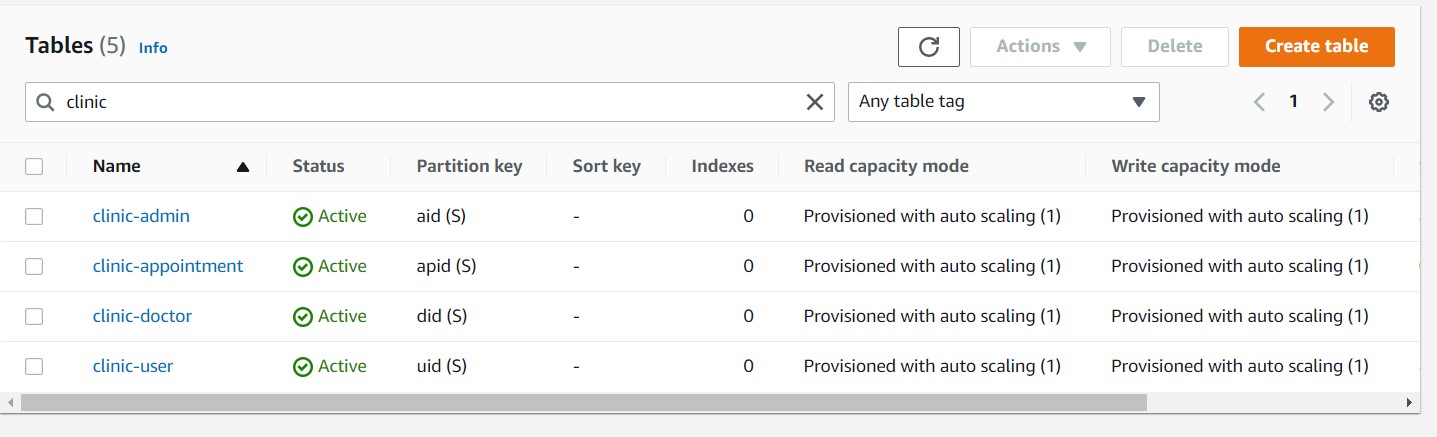 Tables (5) Info Actions Delete Create table
clinic Any table tag 1
Name Status Partition key Sort key Indexes Read capacity mode Write capacity mode
clinic-admin Active aid (S) - 0 Provisioned with auto scaling (1) Provisioned with auto scaling (1)
clinic-appointment Active apid (S) - 0 Provisioned with auto scaling (1) Provisioned with auto scaling (1)
clinic-doctor Active did (S) - 0 Provisioned with auto scaling (1) Provisioned with auto scaling (1)
clinic-user Active uid (S) - 0 Provisioned with auto scaling (1) Provisioned with auto scaling (1)